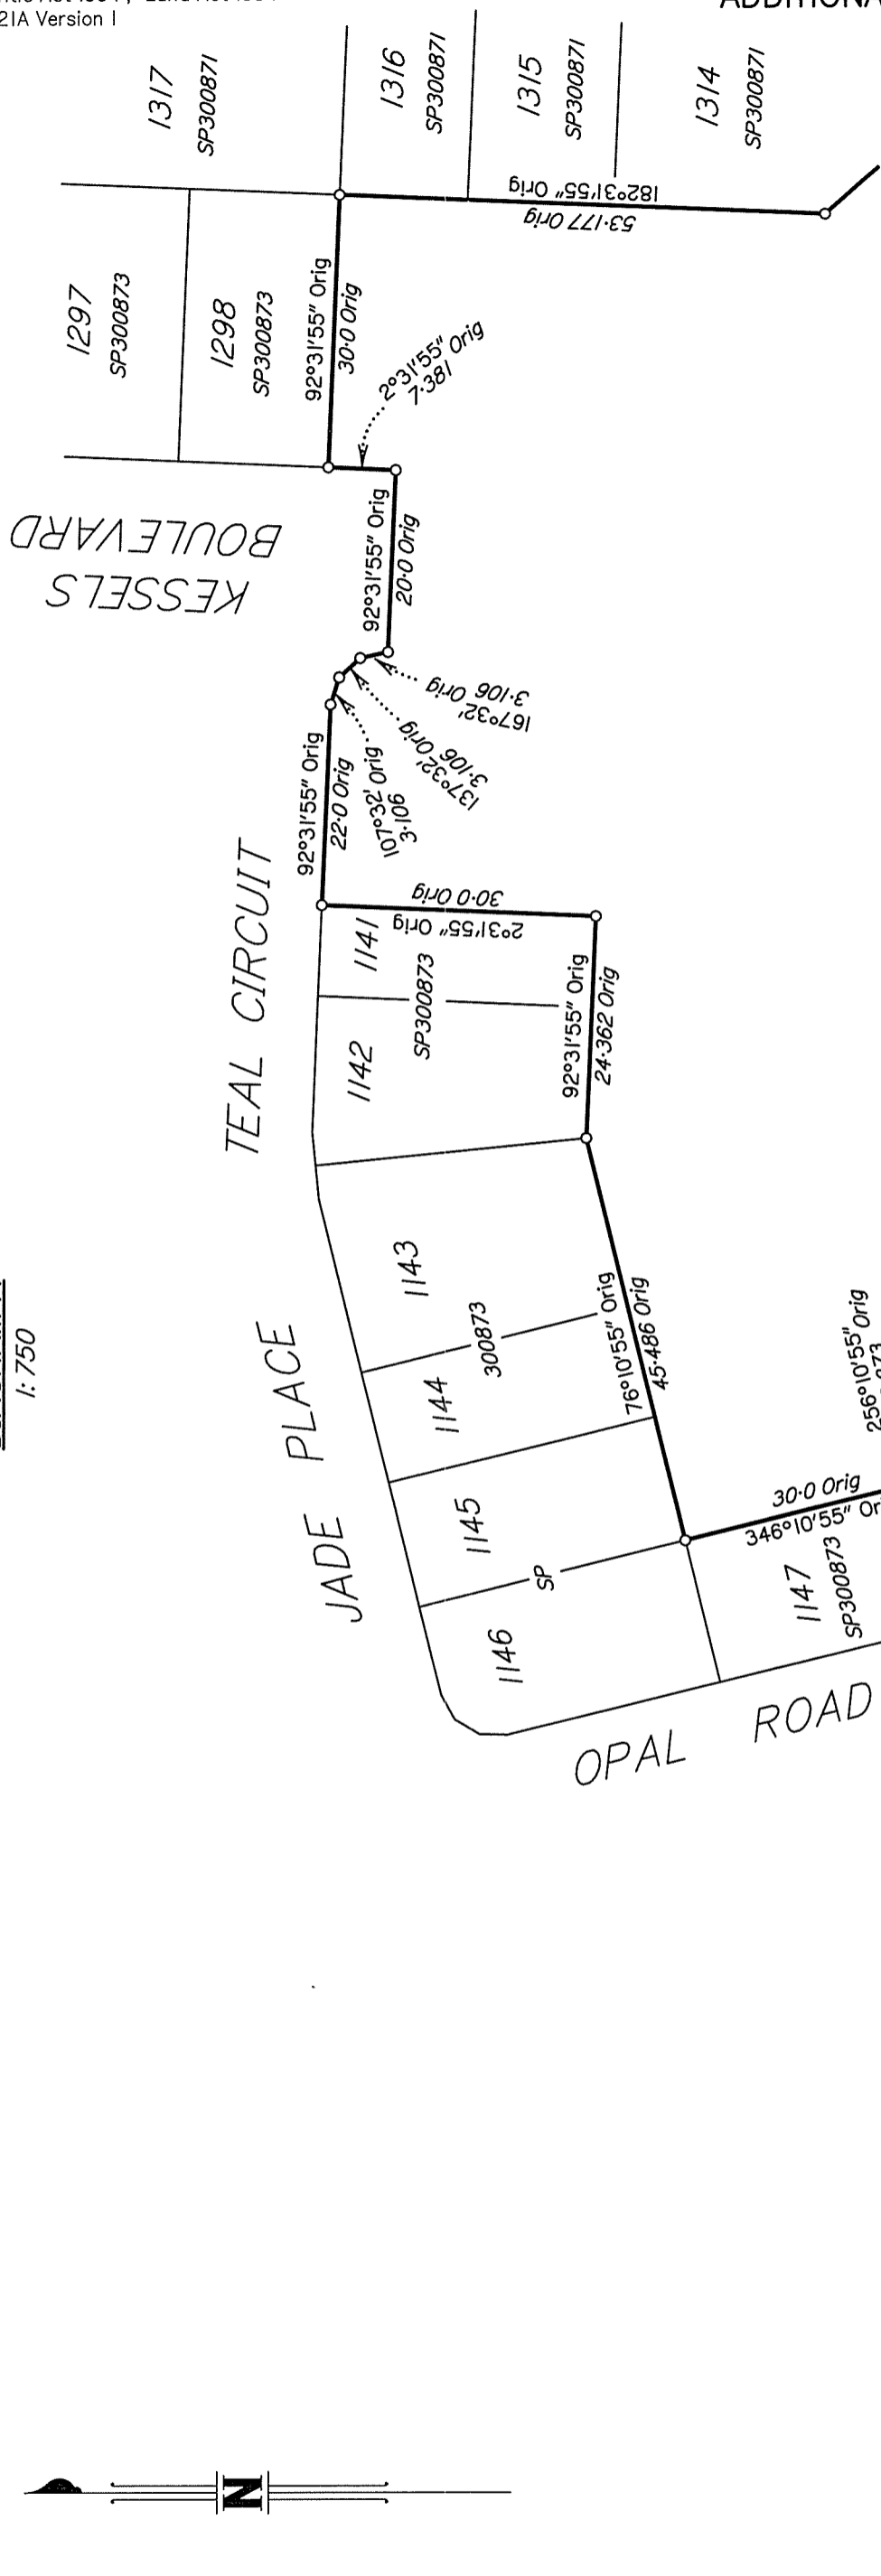 21A Version 1
1:750
1317
SP300871
1316
SP300871
1315
SP300871
1314
SP300871
182°31'55" Orig
53·177 Orig
1297
SP300873
1298
SP300873
92°31'55" Orig
30·0 Orig
2°31'55" Orig
7·381
KESSELS
BOULEVARD
92°31'55" Orig
20·0 Orig
167°32'
3·106 Orig
137°32' Orig
3·106
107°32' Orig
3·106
92°31'55" Orig
22·0 Orig
TEAL CIRCUIT
30·0 Orig
2°31'55" Orig
1141
SP300873
1142
92°31'55" Orig
24·362 Orig
JADE PLACE
1143
300873
1144
76°10'55" Orig
45·486 Orig
1145
SP
1146
256°10'55" Orig
30·0 Orig
346°10'55" Or
1147
SP300873
OPAL ROAD
N